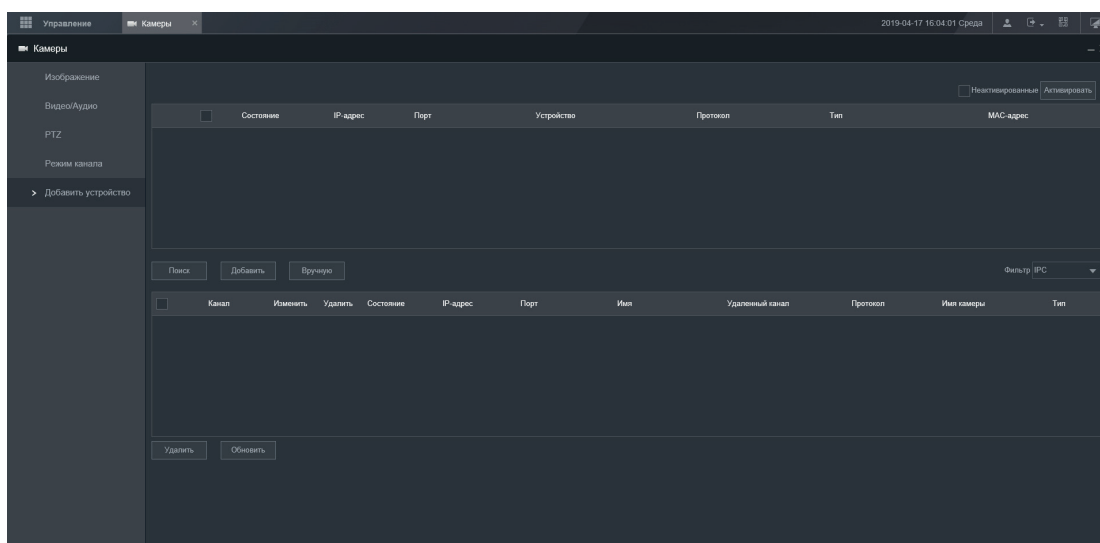 Управление Камеры × 2019-04-17 16:04:01 Среда
Камеры
Изображение
Видео/Аудио
PTZ
Режим канала
Добавить устройство
Неактивированные Активировать
Состояние IP-адрес Порт Устройство Протокол Тип MAC-адрес
Поиск Добавить Вручную Фильтр IPC
Канал Изменить Удалить Состояние IP-адрес Порт Имя Удаленный канал Протокол Имя камеры Тип
Удалить Обновить